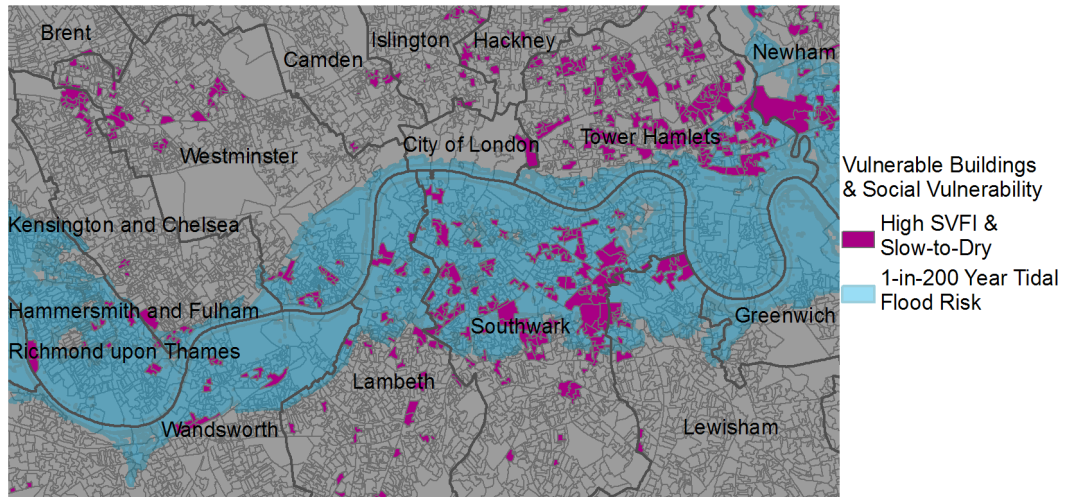 Brent
Camden
Islington
Hackney
Newham
Westminster
City of London
Tower Hamlets
Kensington and Chelsea
Hammersmith and Fulham
Richmond upon Thames
Southwark
Greenwich
Lambeth
Wandsworth
Lewisham
Vulnerable Buildings
& Social Vulnerability
High SVFI &
Slow-to-Dry
1-in-200 Year Tidal
Flood Risk